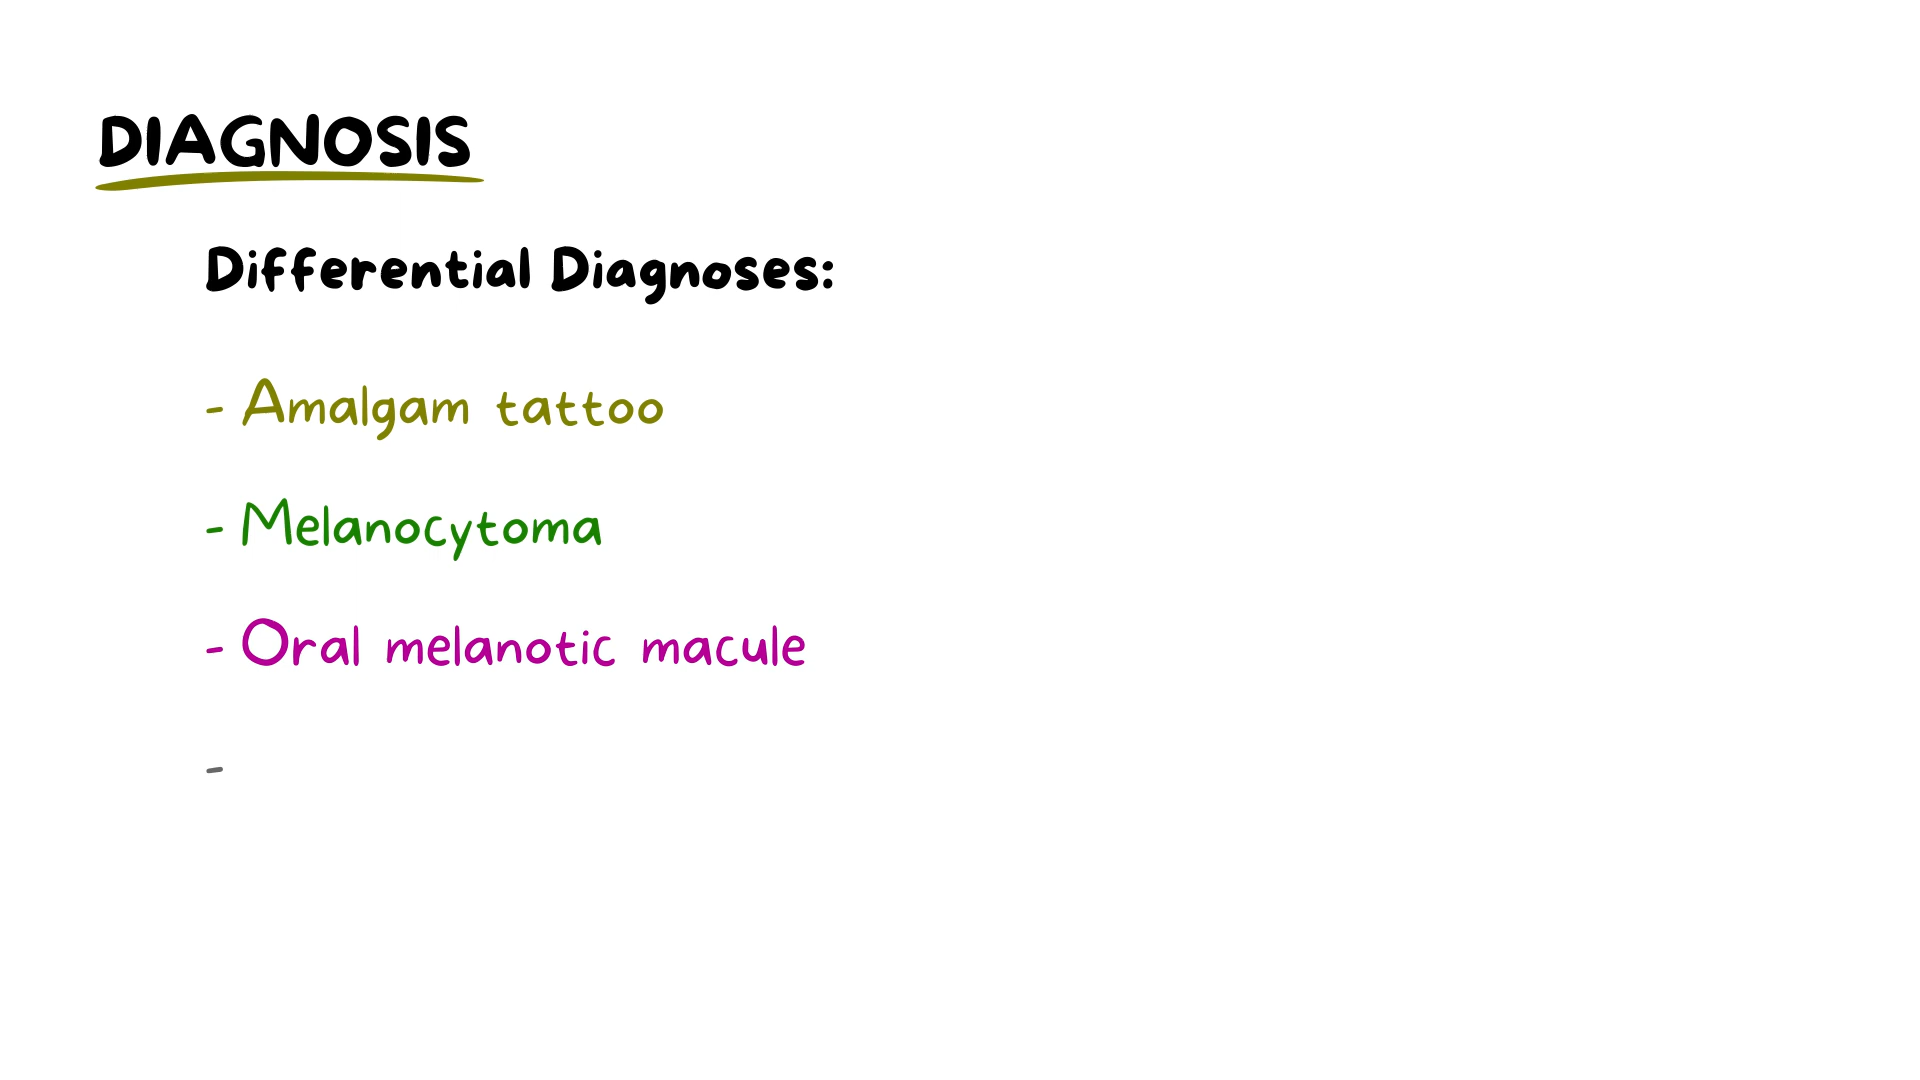 DIAGNOSIS
Differential Diagnoses:
- Amalgam tattoo
- Melanocytoma
- Oral melanotic macule
-